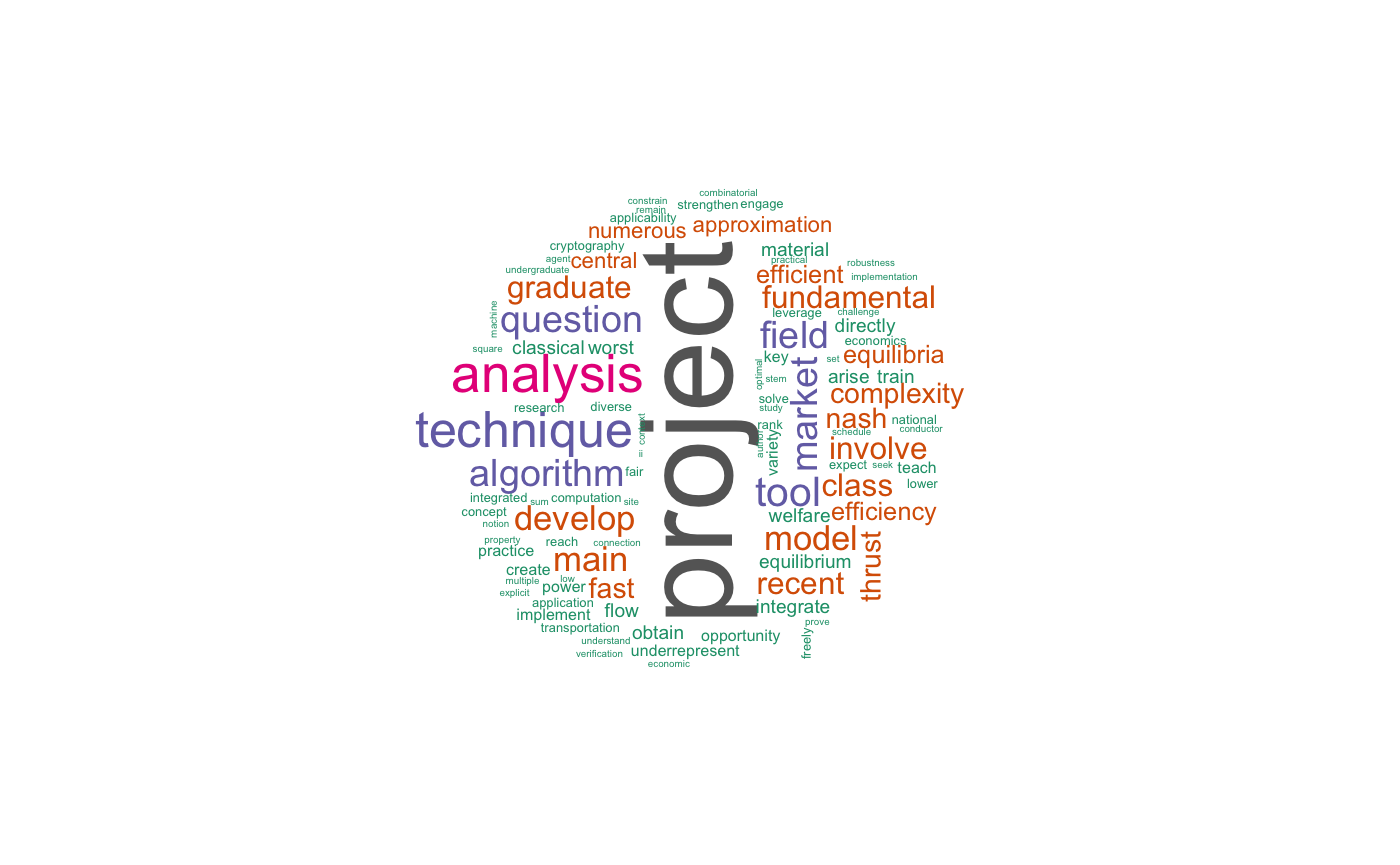 combinatorial
constrain
strengthen
engage
remain
applicability
numerous
approximation
cryptography
material
agent
central
practical
robustness
undergraduate
efficient
implementation
graduate
fundamental
machine
question
leverage
challenge
field
directly
economics
square
classical
worst
key
set
equilibria
analysis
optimal
stem
arise
train
market
solve
complexity
research
diverse
study
project
technique
context
rank
nash
national
schedule
conductor
author
variety
involve
algorithm
fair
expect
seek
teach
tool
class
lower
integrated
sum
computation
site
concept
notion
develop
welfare
efficiency
property
reach
connection
model
practice
main
equilibrium
thrust
create
multiple
low
power
fast
recent
explicit
application
implement
flow
integrate
transportation
obtain
opportunity
prove
freely
understand
underrepresent
verification
economic